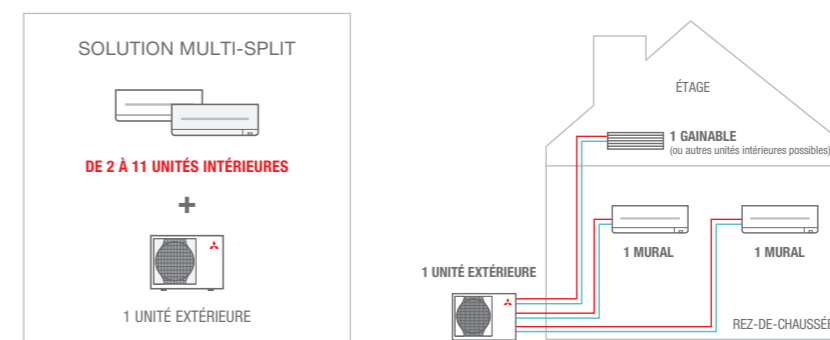 SOLUTION MULTI-SPLIT
DE 2 À 11 UNITÉS INTÉRIEURES
+
1 UNITÉ EXTÉRIEURE
ÉTAGE
1 GAINABLE
(ou autres unités intérieures possibles)
1 MURAL
1 MURAL
1 UNITÉ EXTÉRIEURE
REZ-DE-CHAUSSÉE